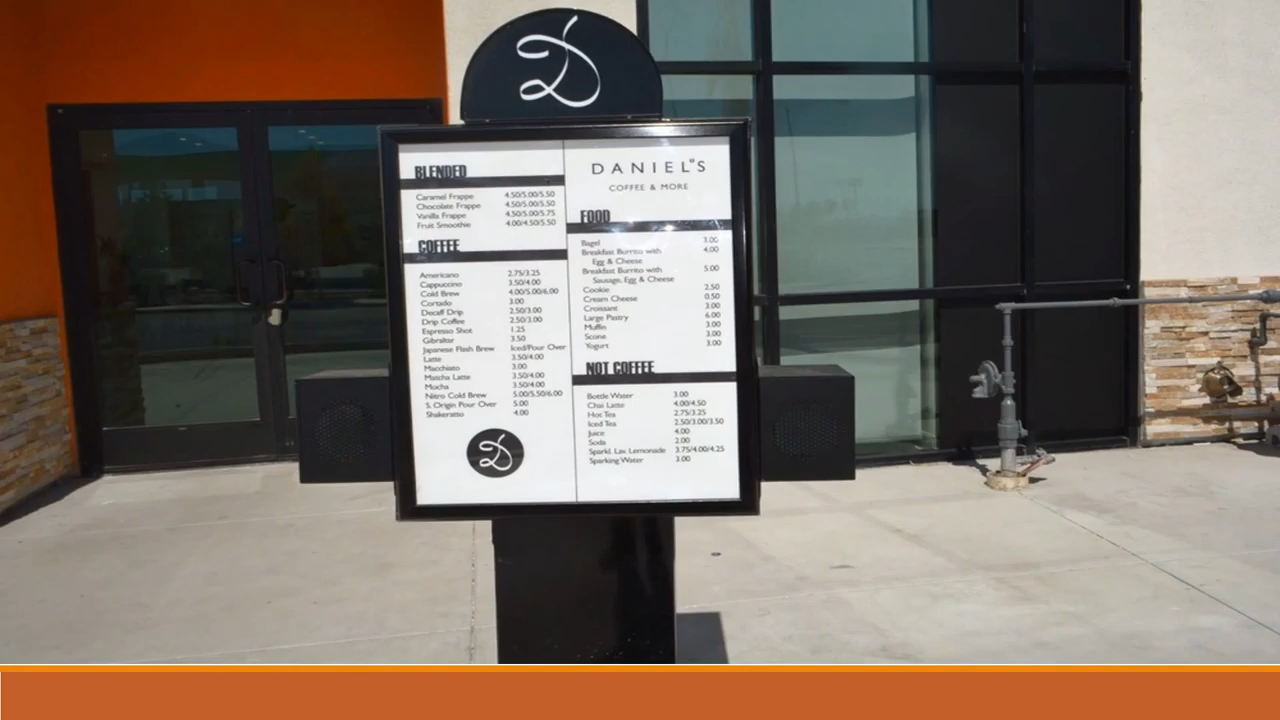 D
BLENDED
Caramel Frappe 4.50/5.00/5.50
Chocolate Frappe 4.50/5.00/5.50
Vanilla Frappe 4.50/5.00/5.75
Fruit Smoothie 4.00/4.50/5.50
COFFEE
Americano 2.75/3.25
Cappuccino 3.50/4.00
Cold Brew 4.00/5.00/6.00
Cortado 3.00
Decaff Drip 2.50/3.00
Drip Coffee 2.50/3.00
Espresso Shot 1.25
Gibraltar 3.50
Japanese Flash Brew Iced/Pour Over
Latte 3.50/4.00
Macchiato 3.00
Matcha Latte 3.50/4.00
Mocha 3.50/4.00
Nitro Cold Brew 5.00/5.50/6.00
S. Origin Pour Over 5.00
Shakeratto 4.00
D
DANIEL"S
COFFEE & MORE
FOOD
Bagel 3.00
Breakfast Burrito with 4.00
Egg & Cheese
Breakfast Burrito with 5.00
Sausage, Egg & Cheese
Cookie 2.50
Cream Cheese 0.50
Croissant 3.00
Large Pastry 6.00
Muffin 3.00
Scone 3.00
Yogurt 3.00
NOT COFFEE
Bottle Water 3.00
Chai Latte 4.00/4.50
Hot Tea 2.75/3.25
Iced Tea 2.50/3.00/3.50
Juice 4.00
Soda 2.00
Sparkl. Lav. Lemonade 3.75/4.00/4.25
Sparking Water 3.00